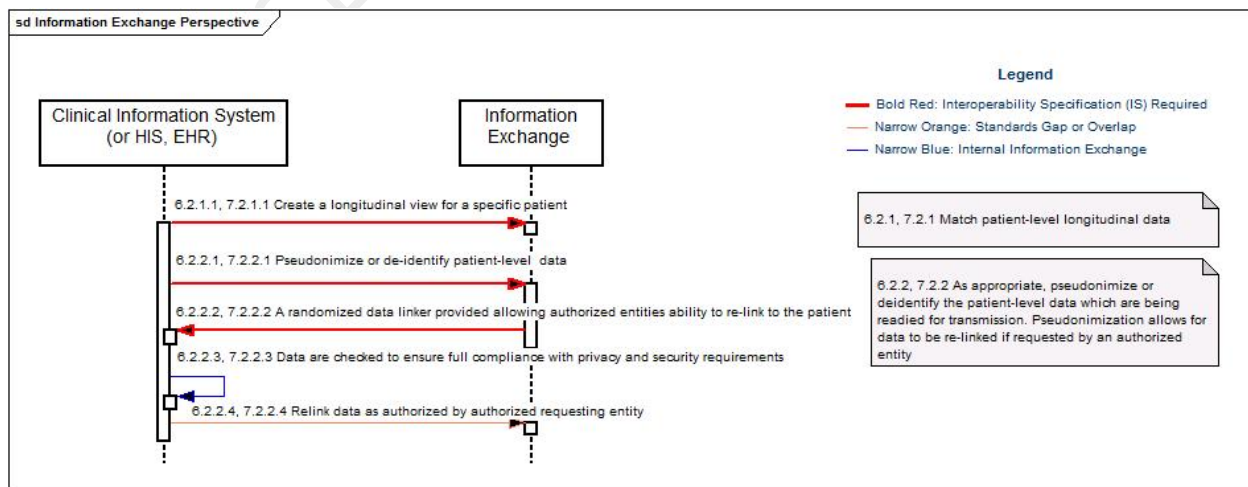 sd Information Exchange Perspective
Clinical Information System
(or HIS, EHR)
Information
Exchange
Legend
Bold Red: Interoperability Specification (IS) Required
Narrow Orange: Standards Gap or Overlap
Narrow Blue: Internal Information Exchange
6.2.1.1, 7.2.1.1 Create a longitudinal view for a specific patient
6.2.2.1, 7.2.2.1 Pseudonimize or de-identify patient-level data
6.2.2.2, 7.2.2.2 A randomized data linker provided allowing authorized entities ability to re-link to the patient
6.2.2.3, 7.2.2.3 Data are checked to ensure full compliance with privacy and security requirements
6.2.2.4, 7.2.2.4 Relink data as authorized by authorized requesting entity
6.2.1, 7.2.1 Match patient-level longitudinal data
6.2.2, 7.2.2 As appropriate, pseudonimize or
deidentify the patient-level data which are being
readied for transmission. Pseudonimization allows for
data to be re-linked if requested by an authorized
entity